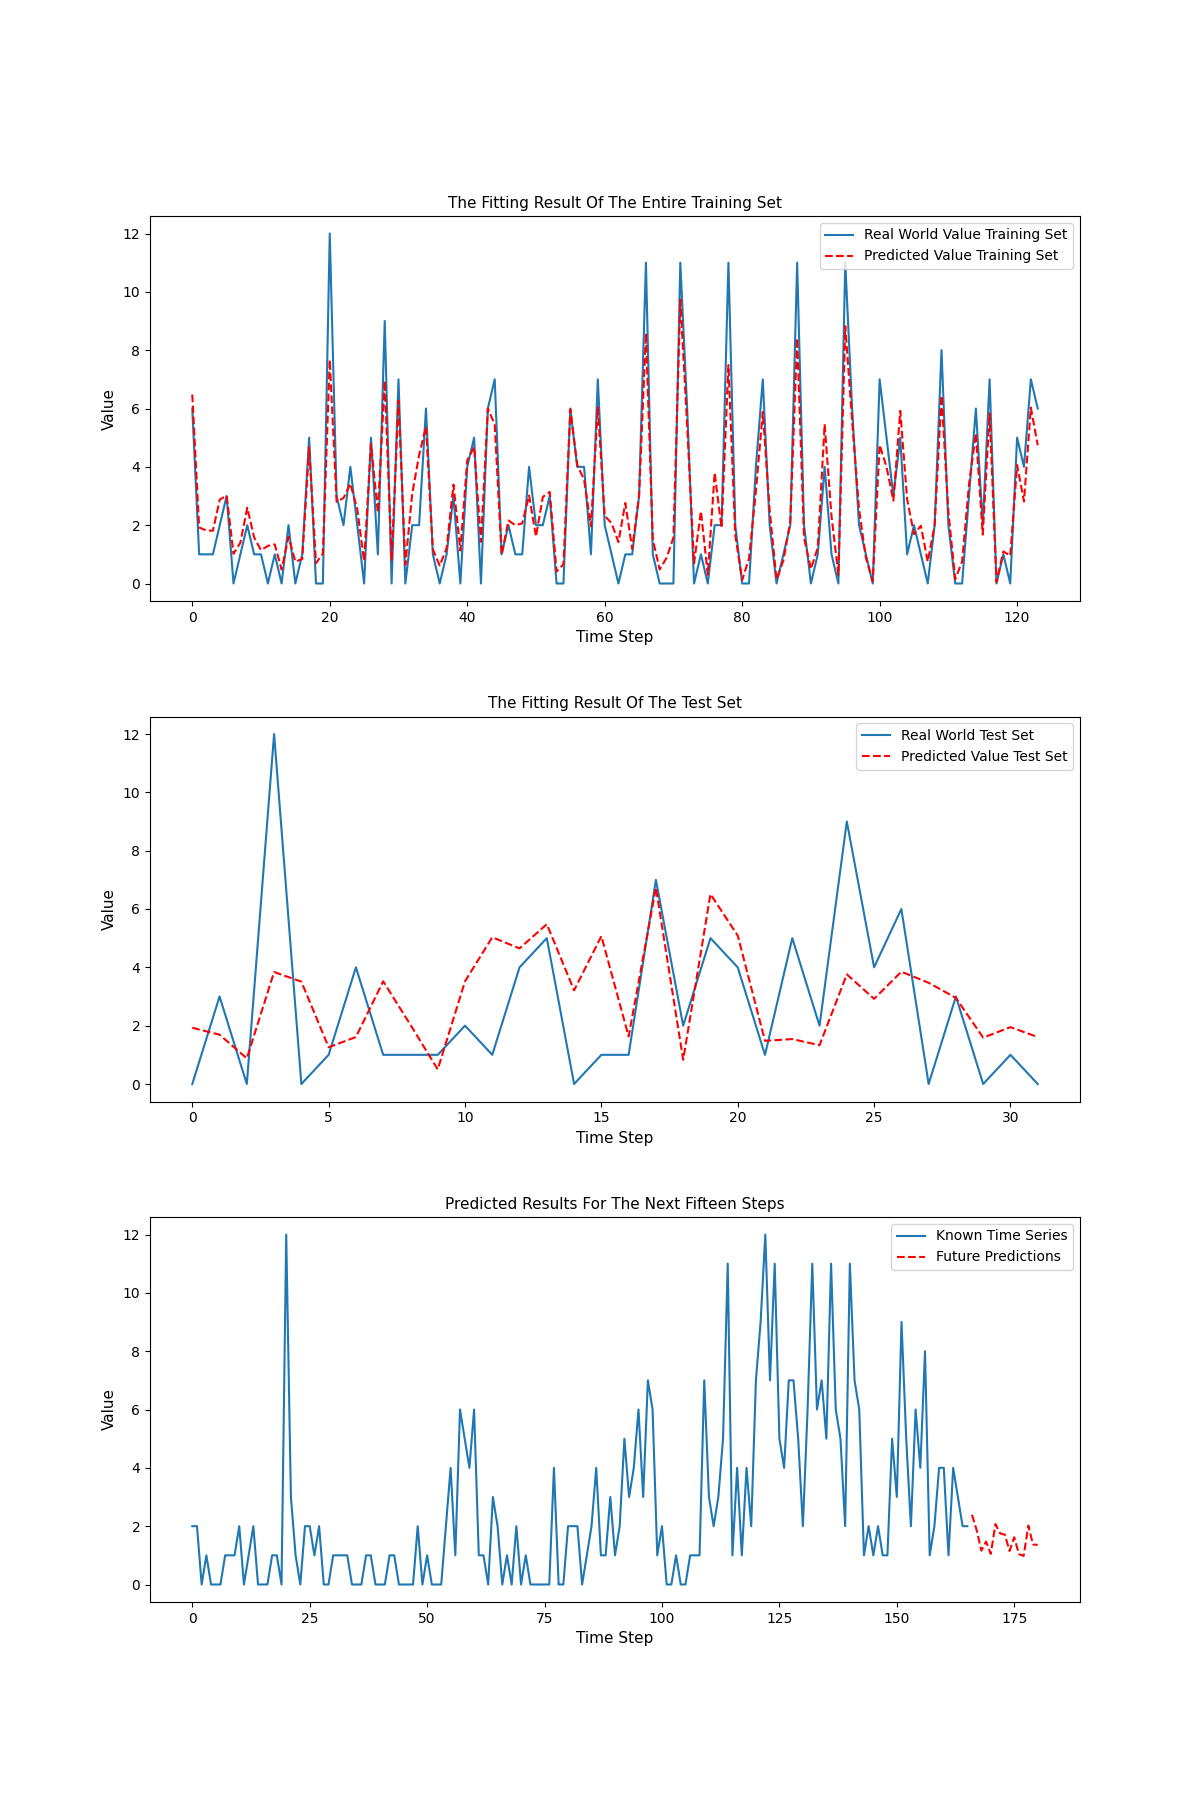 The Fitting Result Of The Entire Training Set
12
10
8
6
4
2
0
Value
Real World Value Training Set
Predicted Value Training Set
0 20 40 60 80 100 120
Time Step
The Fitting Result Of The Test Set
12
10
8
6
4
2
0
Value
Real World Test Set
Predicted Value Test Set
0 5 10 15 20 25 30
Time Step
Predicted Results For The Next Fifteen Steps
12
10
8
6
4
2
0
Value
Known Time Series
Future Predictions
0 25 50 75 100 125 150 175
Time Step